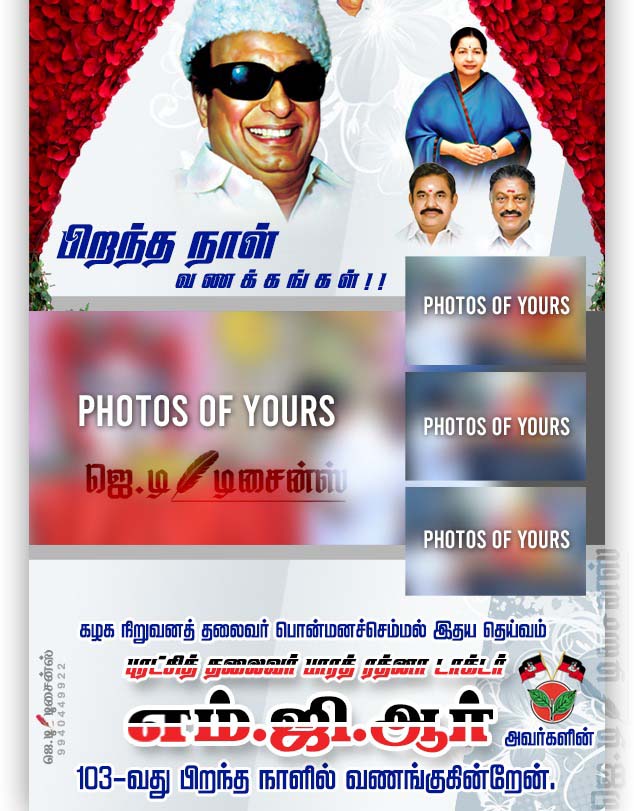 பிறந்த நாள்
வணக்கங்கள்!!
PHOTOS OF YOURS
PHOTOS OF YOURS
PHOTOS OF YOURS
PHOTOS OF YOURS
ஜெ.டி டிசைன்ஸ்
கழக நிறுவனத் தலைவர் பொன்மனச்செம்மல் இதய தெய்வம்
புரட்சித் தலைவர் பாரத் ரத்னா டாக்டர்
எம்.ஜி.ஆர்
அவர்களின்
103-வது பிறந்த நாளில் வணங்குகின்றேன்.
ஜெ.டி டிசைன்ஸ்
9940449922
ஜெ.டி டிசைன்ஸ்